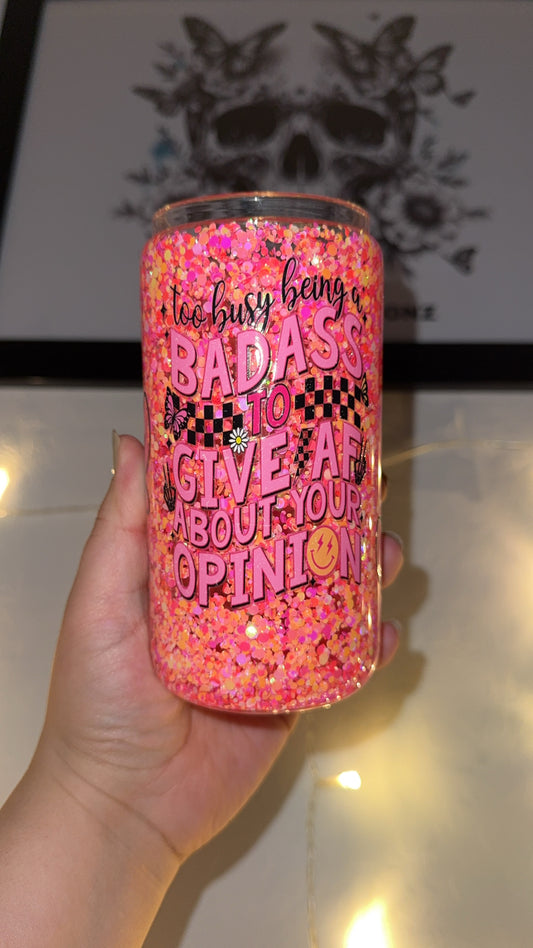 too busy being a
BADASS
TO
GIVE AF
ABOUT YOUR
OPINION